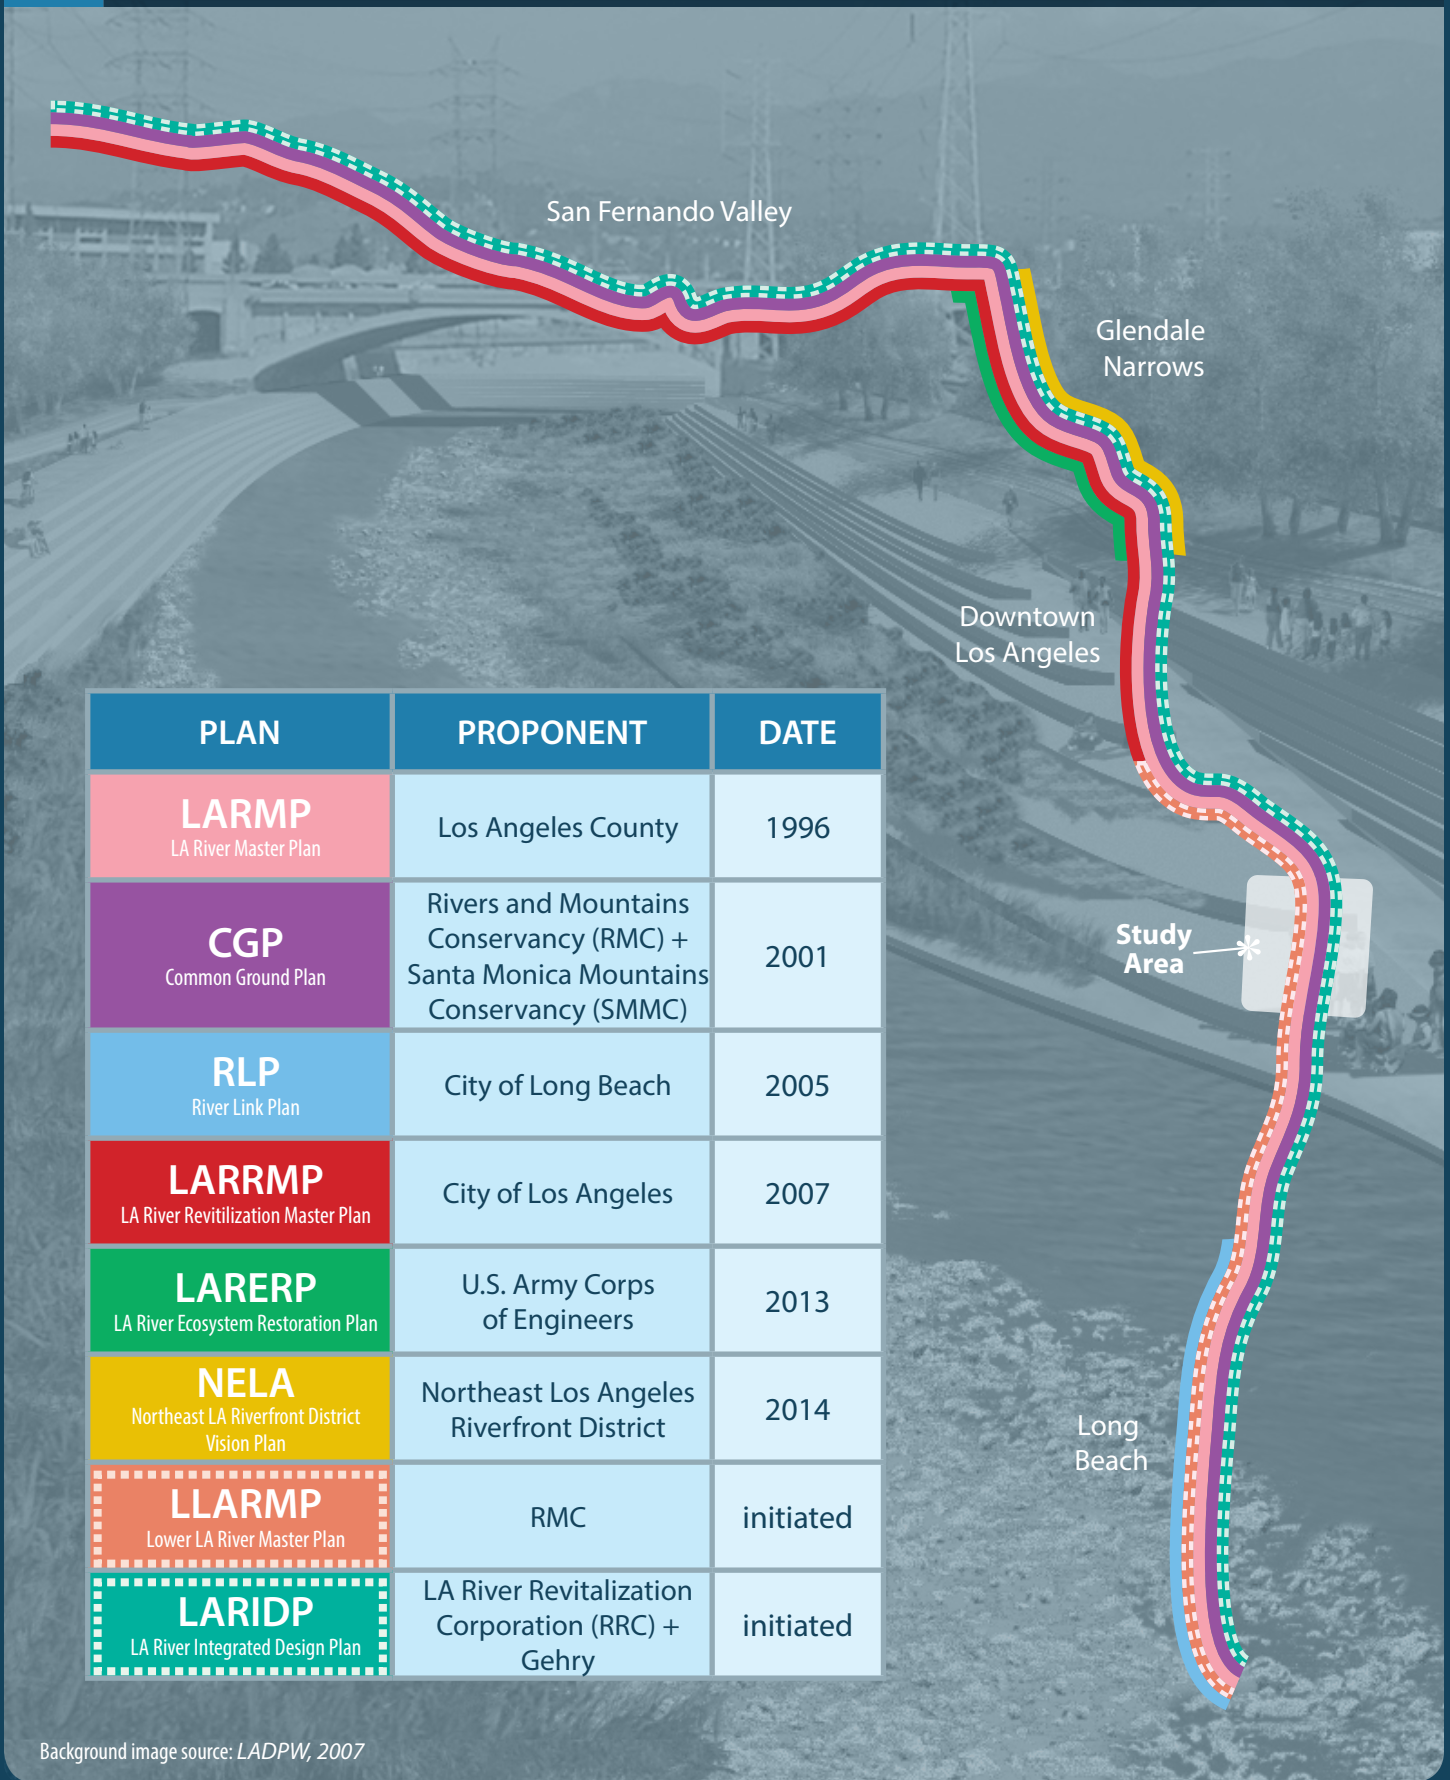 San Fernando Valley
Glendale
Narrows
Downtown
Los Angeles
PLAN PROPONENT DATE
LARMP
LA River Master Plan
Los Angeles County
1996
CGP
Common Ground Plan
Rivers and Mountains
Conservancy (RMC) +
Santa Monica Mountains
Conservancy (SMMC)
2001
Study
Area
RLP
River Link Plan
City of Long Beach
2005
LARRMP
LA River Revitilization Master Plan
City of Los Angeles
2007
LARERP
LA River Ecosystem Restoration Plan
U.S. Army Corps
of Engineers
2013
NELA
Northeast LA Riverfront District
Vision Plan
Northeast Los Angeles
Riverfront District
2014
Long
Beach
LLARMP
Lower LA River Master Plan
RMC
initiated
LARIDP
LA River Integrated Design Plan
LA River Revitalization
Corporation (RRC) +
Gehry
initiated
Background image source: LADPW, 2007